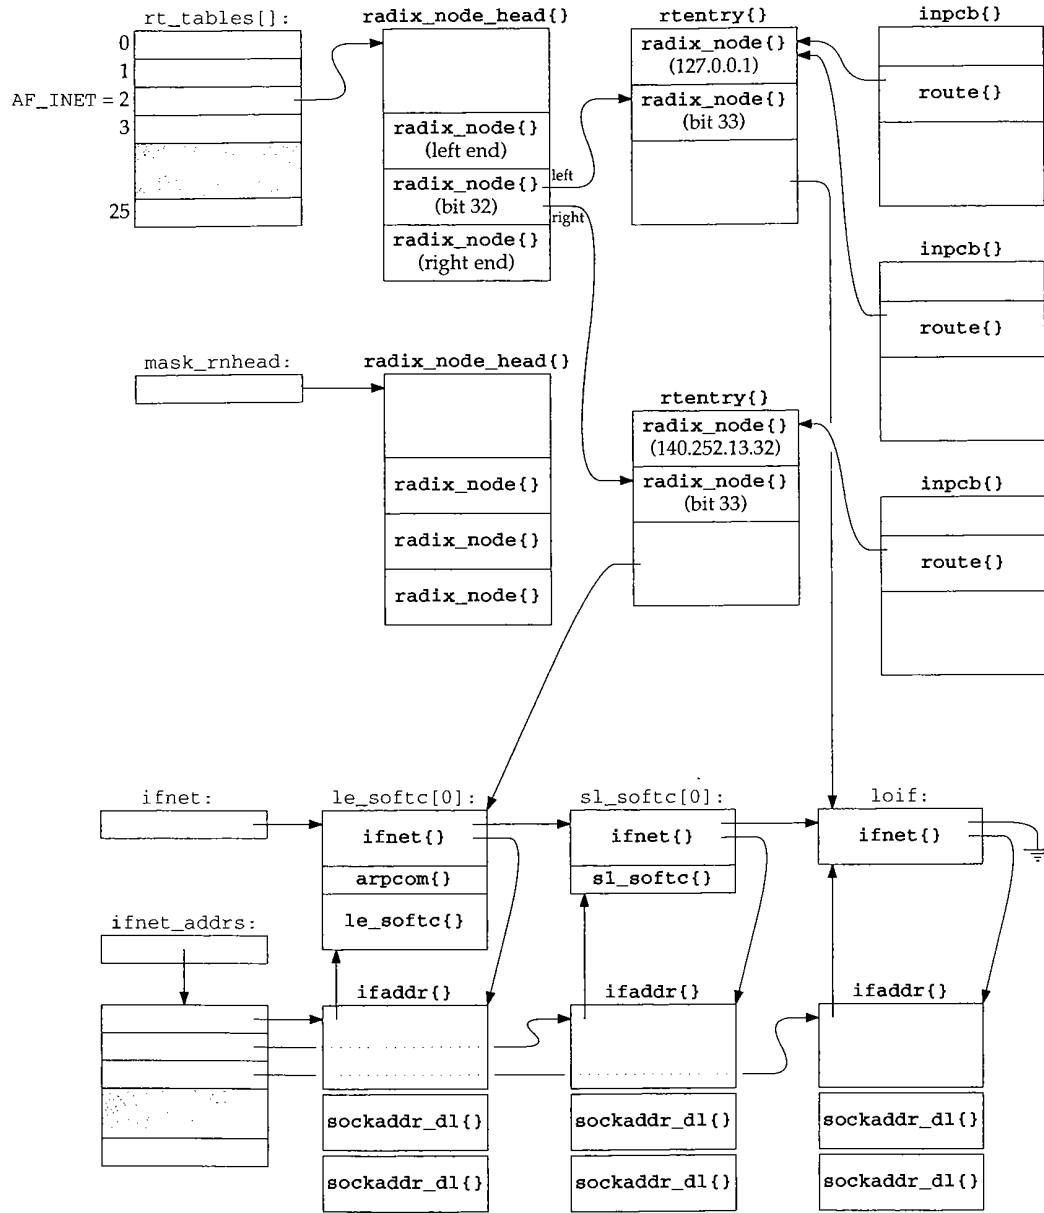 rt_tables[]:
radix_node_head{}
rtentry{}
inpcb{}
0
1
AF_INET = 2
3
25
radix_node{}
(left end)
radix_node{}
(bit 32)
left
right
radix_node{}
(right end)
radix_node{}
(127.0.0.1)
radix_node{}
(bit 33)
route{}
inpcb{}
route{}
mask_rnhead:
radix_node_head{}
radix_node{}
radix_node{}
radix_node{}
rtentry{}
radix_node{}
(140.252.13.32)
radix_node{}
(bit 33)
inpcb{}
route{}
ifnet:
le_softc[0]:
sl_softc[0]:
loif:
ifnet{}
arpcom{}
le_softc{}
ifnet{}
sl_softc{}
ifnet{}
ifnet_addrs:
ifaddr{}
ifaddr{}
ifaddr{}
sockaddr_dl{}
sockaddr_dl{}
sockaddr_dl{}
sockaddr_dl{}
sockaddr_dl{}
sockaddr_dl{}